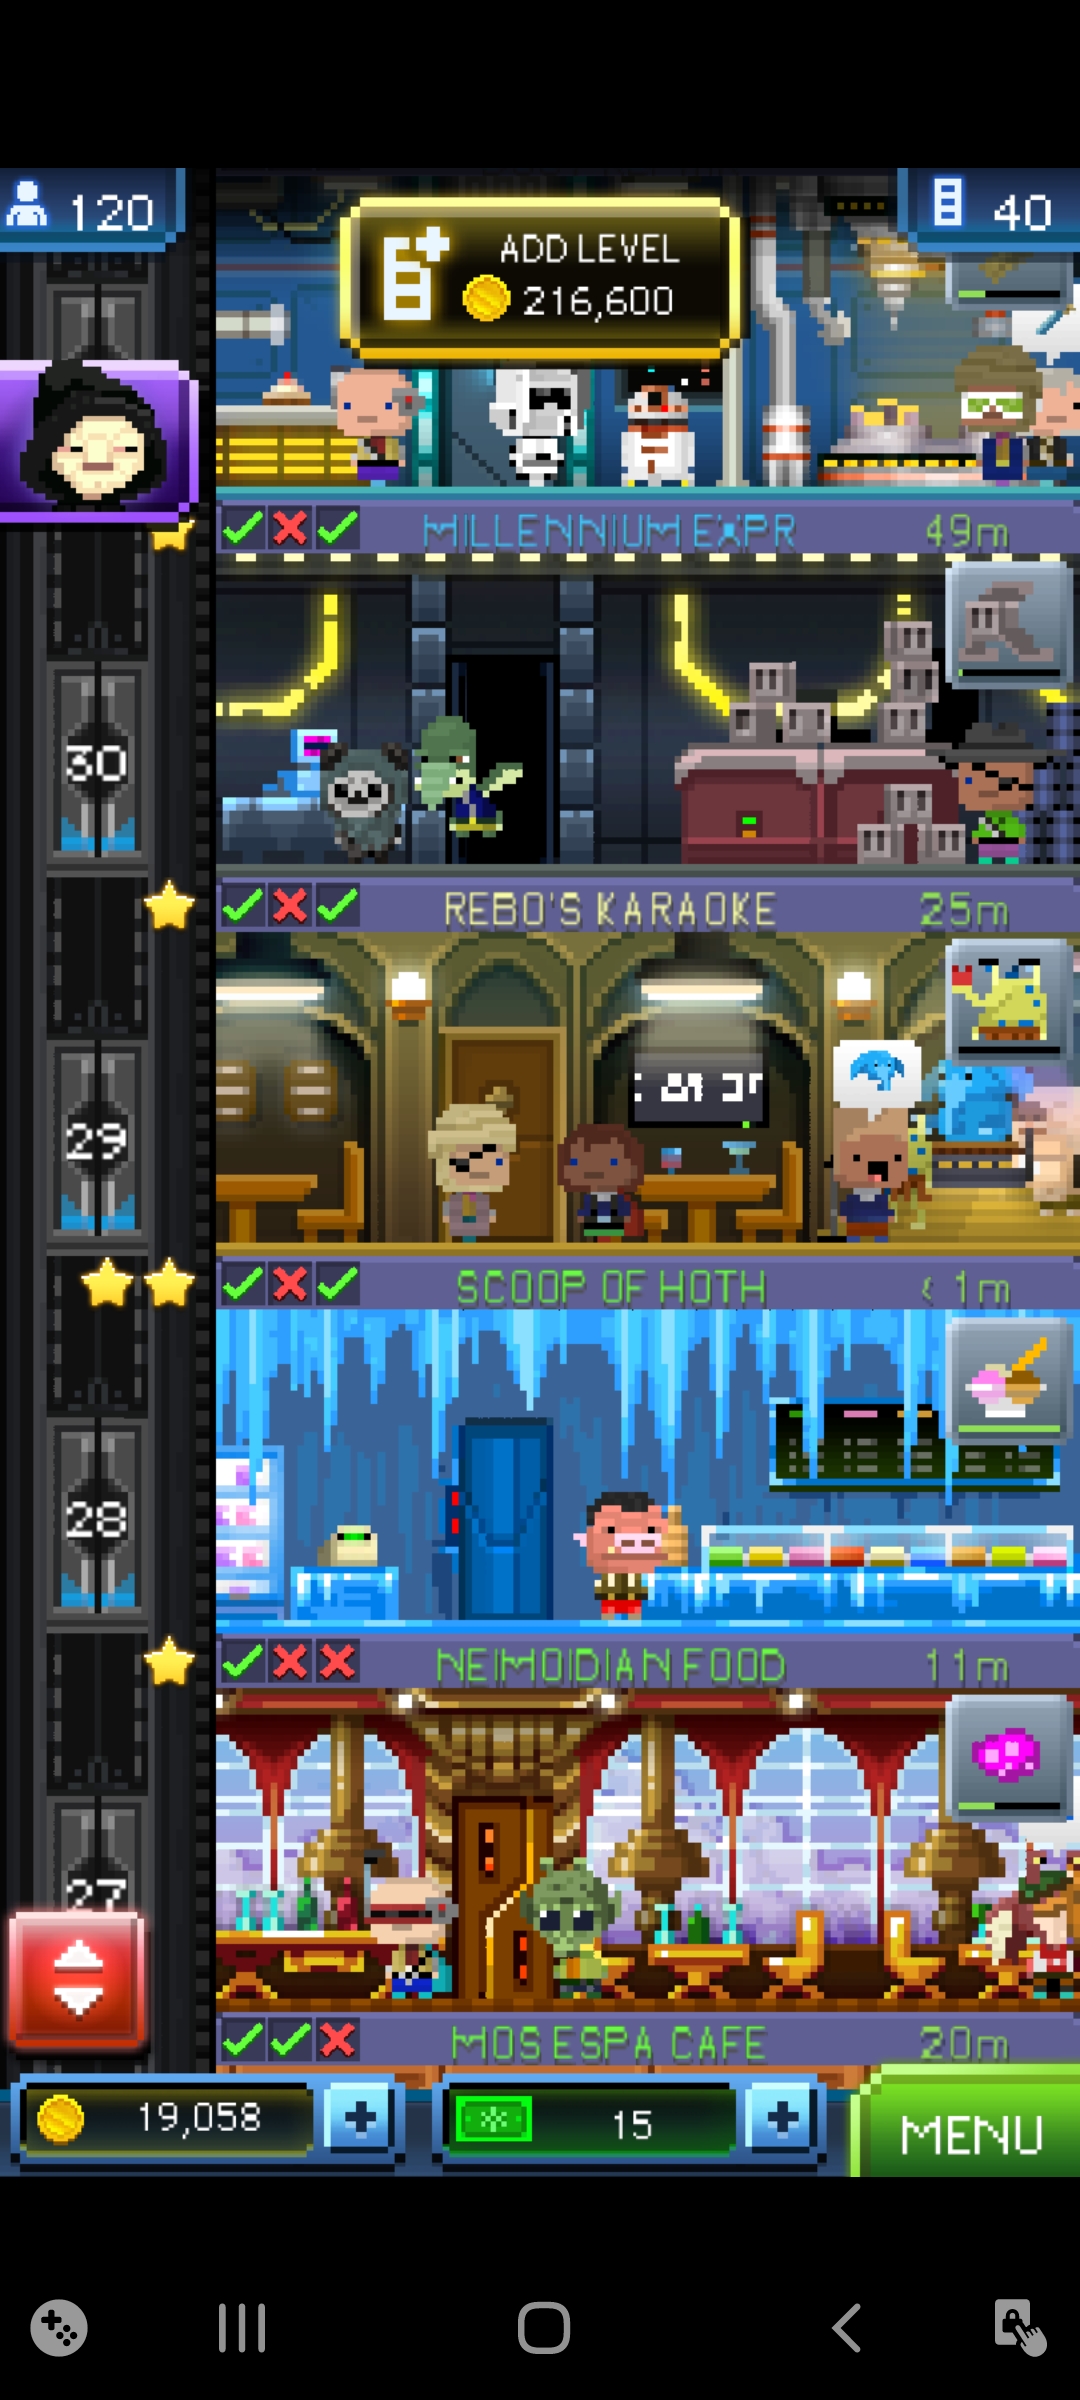 120
40
ADD LEVEL
216,600
MILLENNIUM EXPR 49m
30
REBO'S KARAOKE 25m
29
SCOOP OF HOTH < 1m
28
NEIMOIDIAN FOOD 11m
27
MOS ESPA CAFE 20m
19,058
15
MENU